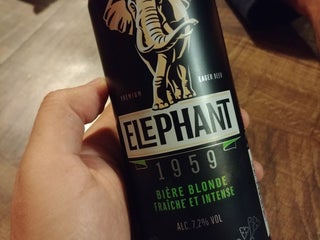 PREMIUM
LAGER BEER
ELEPHANT
1959
BIÈRE BLONDE
FRAÎCHE ET INTENSE
ALC. 7,2% VOL